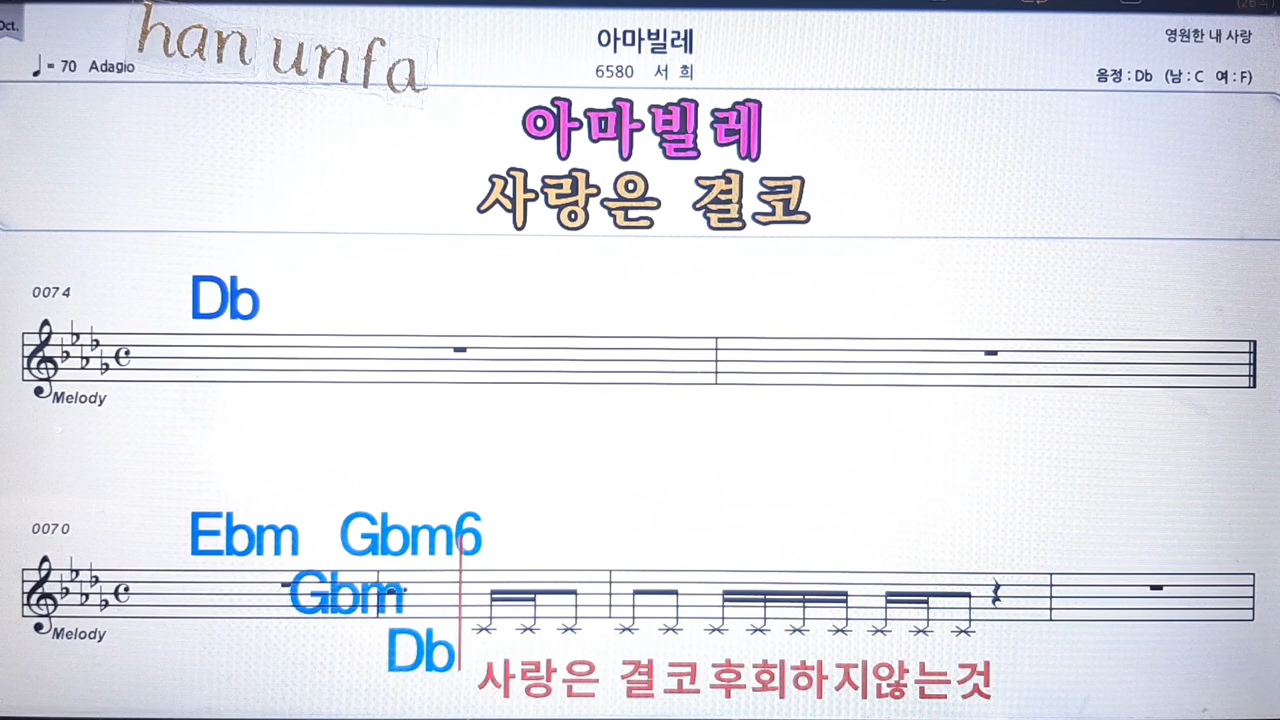 Oct.
han unfa
아마빌레
영원한 내 사랑
♩= 70 Adagio
6580 서 희
음정 : Db (남 : C 여 : F)
아마빌레
사랑은 결코
0074
Db
Melody
0070
Ebm Gbm6
Gbm
Melody
Db
사랑은 결코후회하지않는것